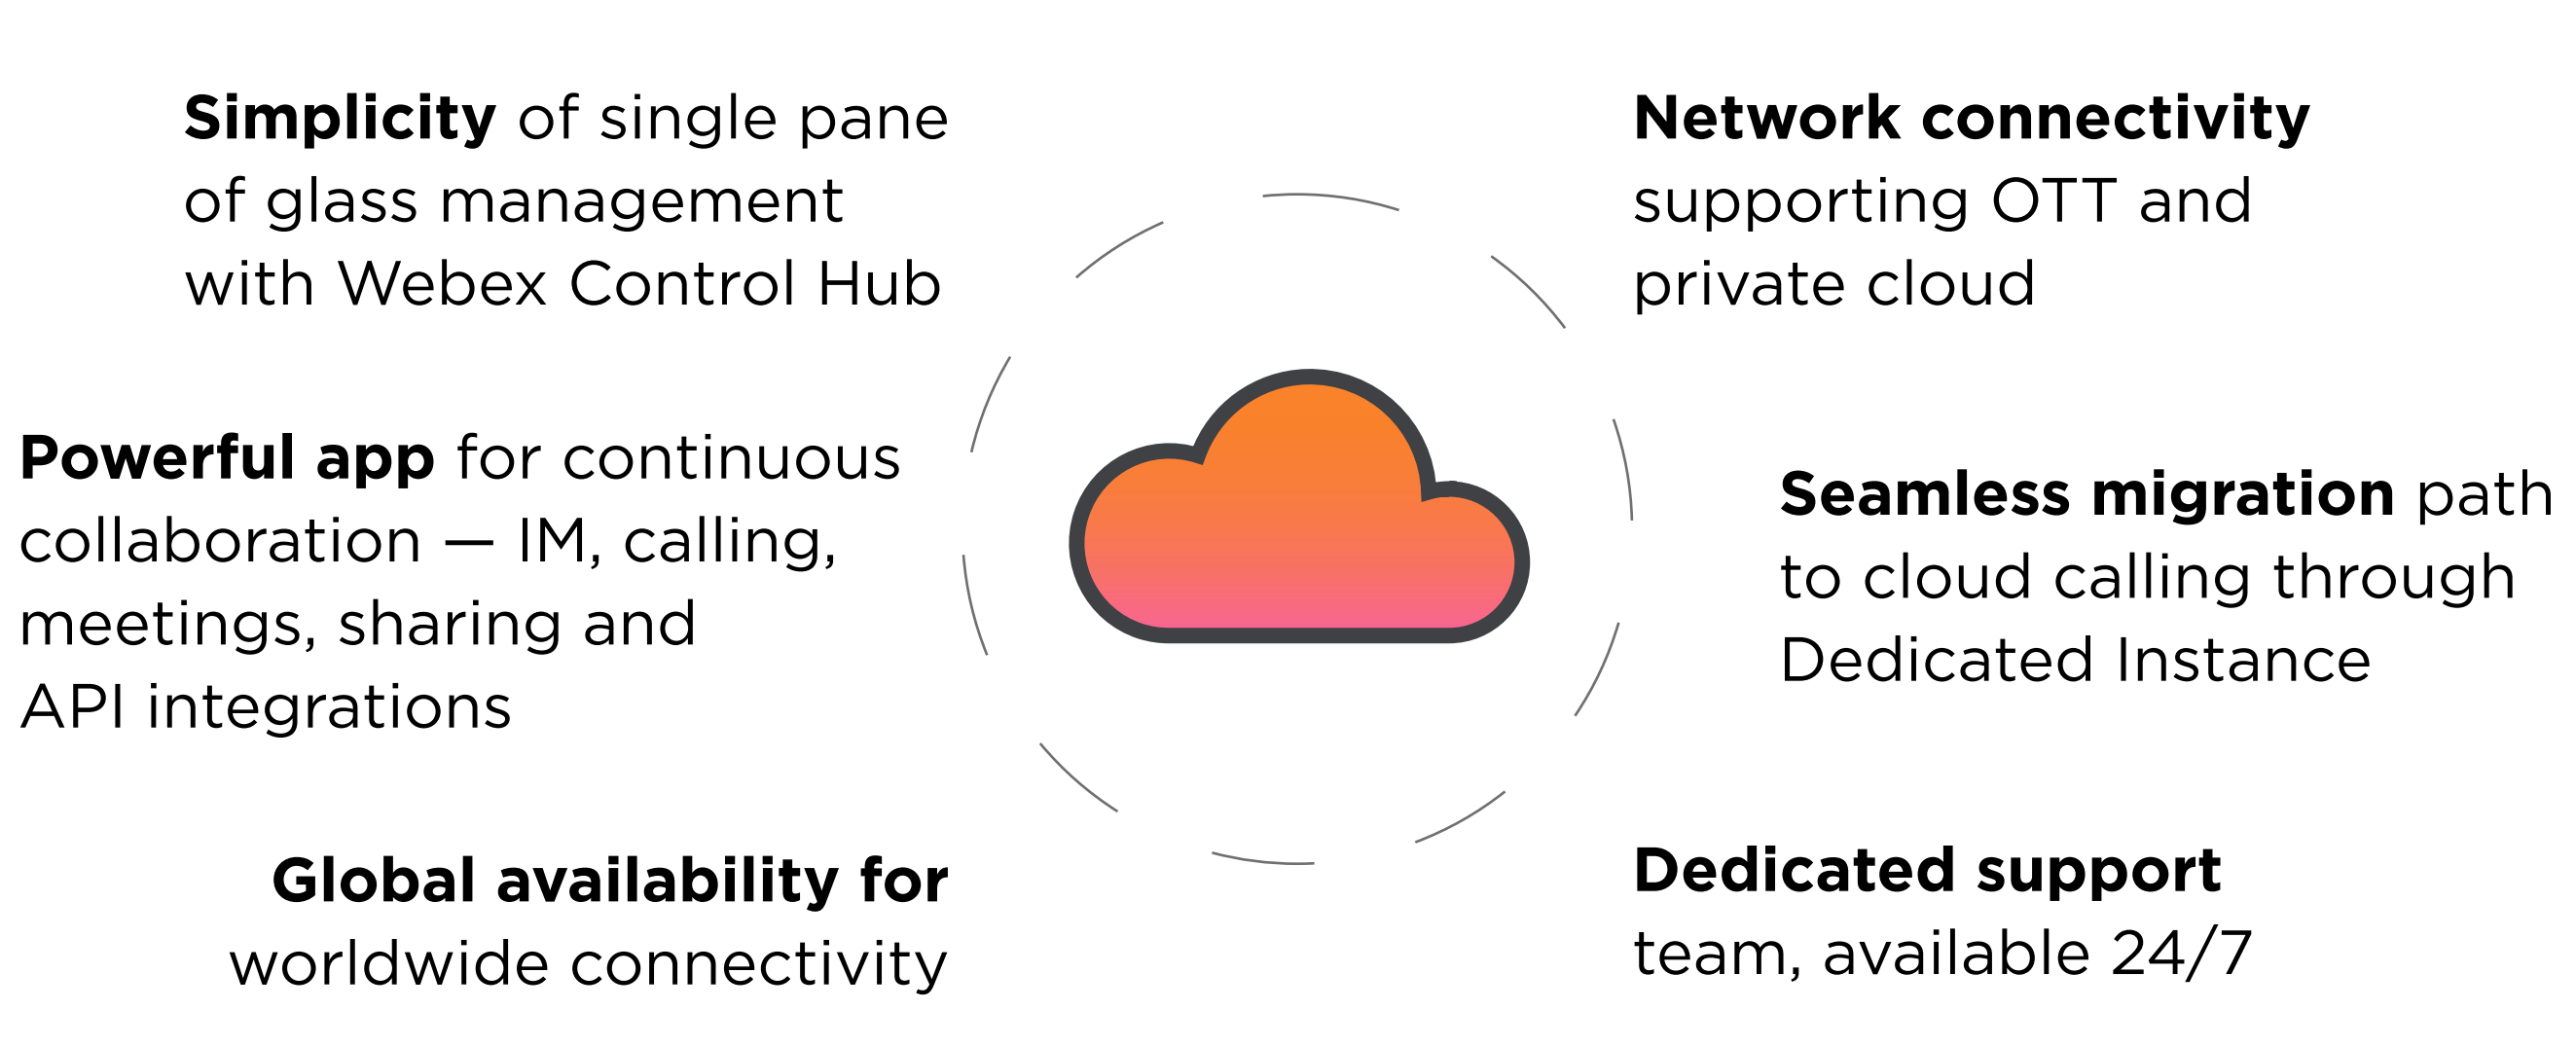 Simplicity of single pane
of glass management
with Webex Control Hub
Powerful app for continuous
collaboration — IM, calling,
meetings, sharing and
API integrations
Global availability for
worldwide connectivity
Network connectivity
supporting OTT and
private cloud
Seamless migration path
to cloud calling through
Dedicated Instance
Dedicated support
team, available 24/7